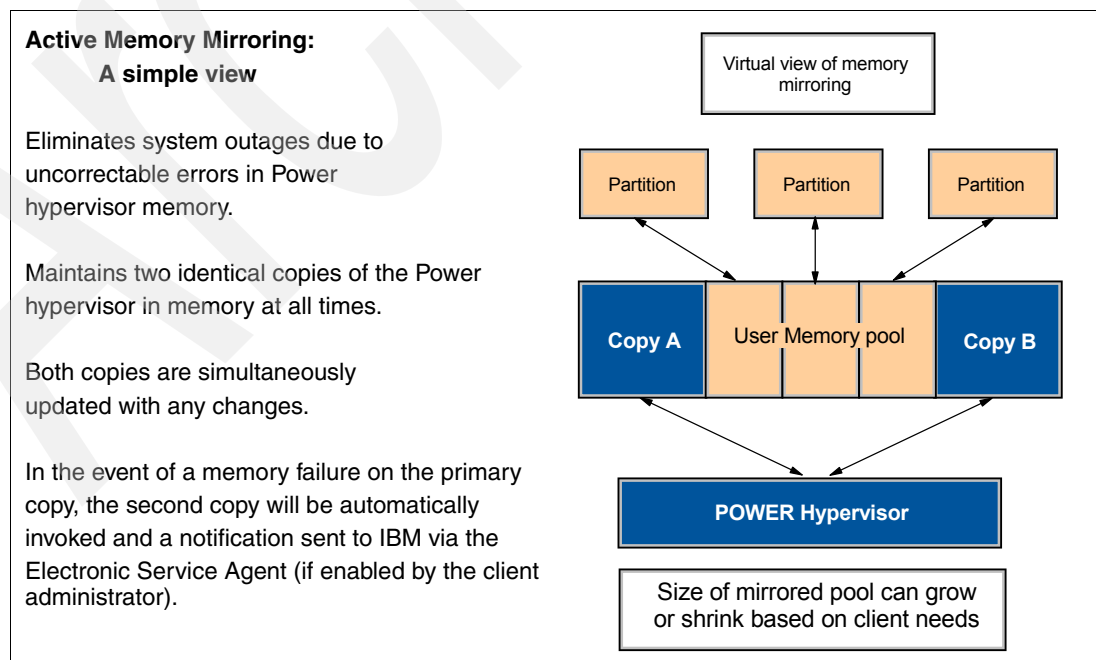 Active Memory Mirroring:
A simple view
Eliminates system outages due to
uncorrectable errors in Power
hypervisor memory.
Maintains two identical copies of the Power
hypervisor in memory at all times.
Both copies are simultaneously
updated with any changes.
In the event of a memory failure on the primary
copy, the second copy will be automatically
invoked and a notification sent to IBM via the
Electronic Service Agent (if enabled by the client
administrator).
Virtual view of memory
mirroring
Partition
Partition
Partition
Copy A
User Memory pool
Copy B
POWER Hypervisor
Size of mirrored pool can grow
or shrink based on client needs